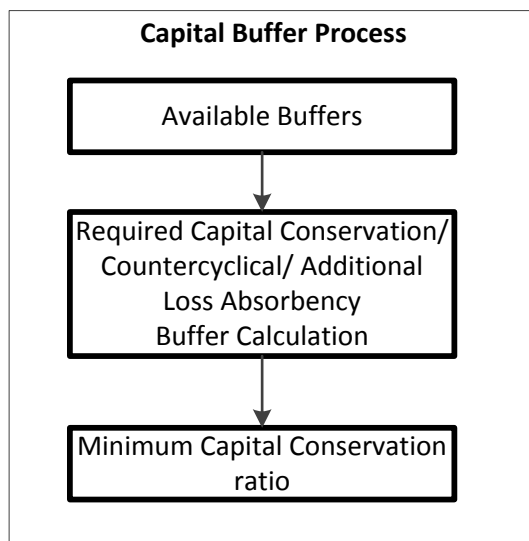 Capital Buffer Process
Available Buffers
Required Capital Conservation/
Countercyclical/ Additional
Loss Absorbency
Buffer Calculation
Minimum Capital Conservation
ratio